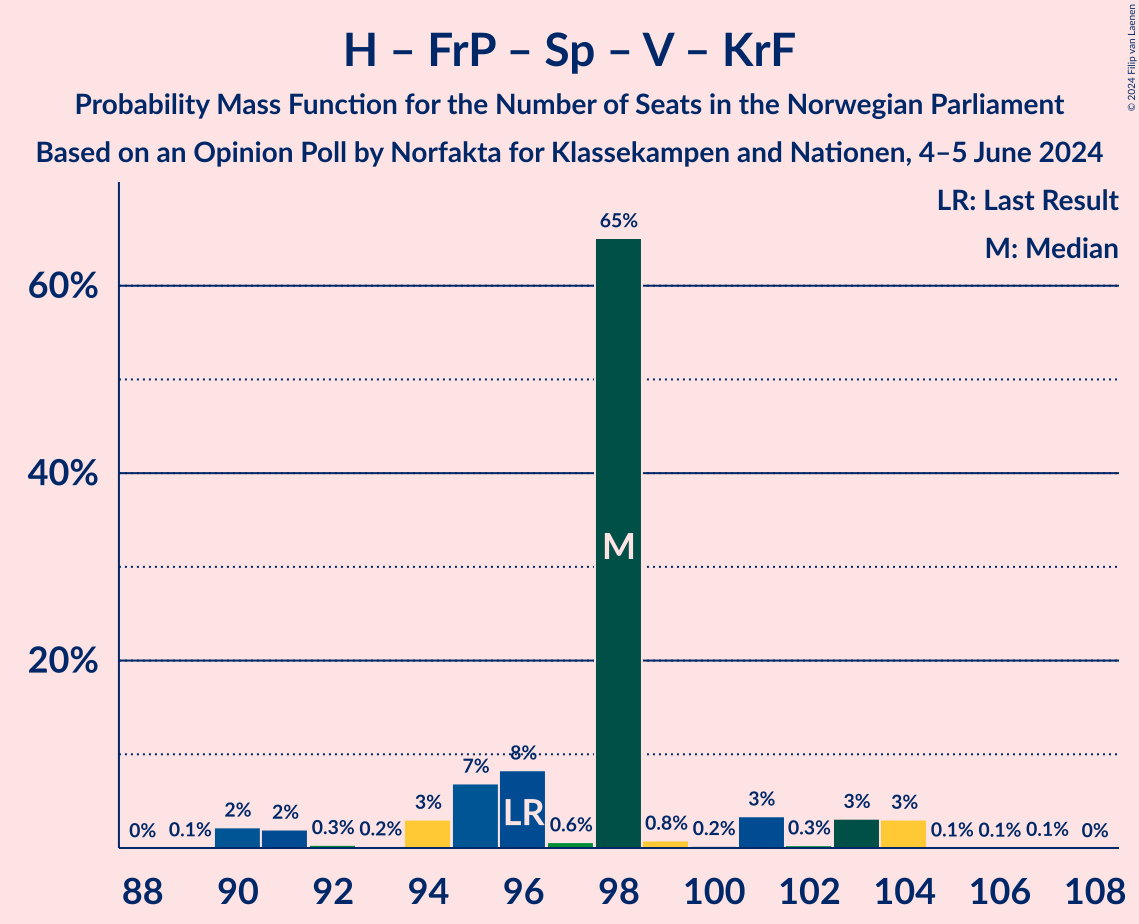 H – FrP – Sp – V – KrF
Probability Mass Function for the Number of Seats in the Norwegian Parliament
Based on an Opinion Poll by Norfakta for Klassekampen and Nationen, 4–5 June 2024
© 2024 Filip van Laenen
LR: Last Result
M: Median
60%
40%
20%
0%
0.1%
2%
2%
0.3%
0.2%
3%
7%
8%
0.6%
65%
0.8%
0.2%
3%
0.3%
3%
3%
0.1%
0.1%
0.1%
0%
LR
M
88 90 92 94 96 98 100 102 104 106 108